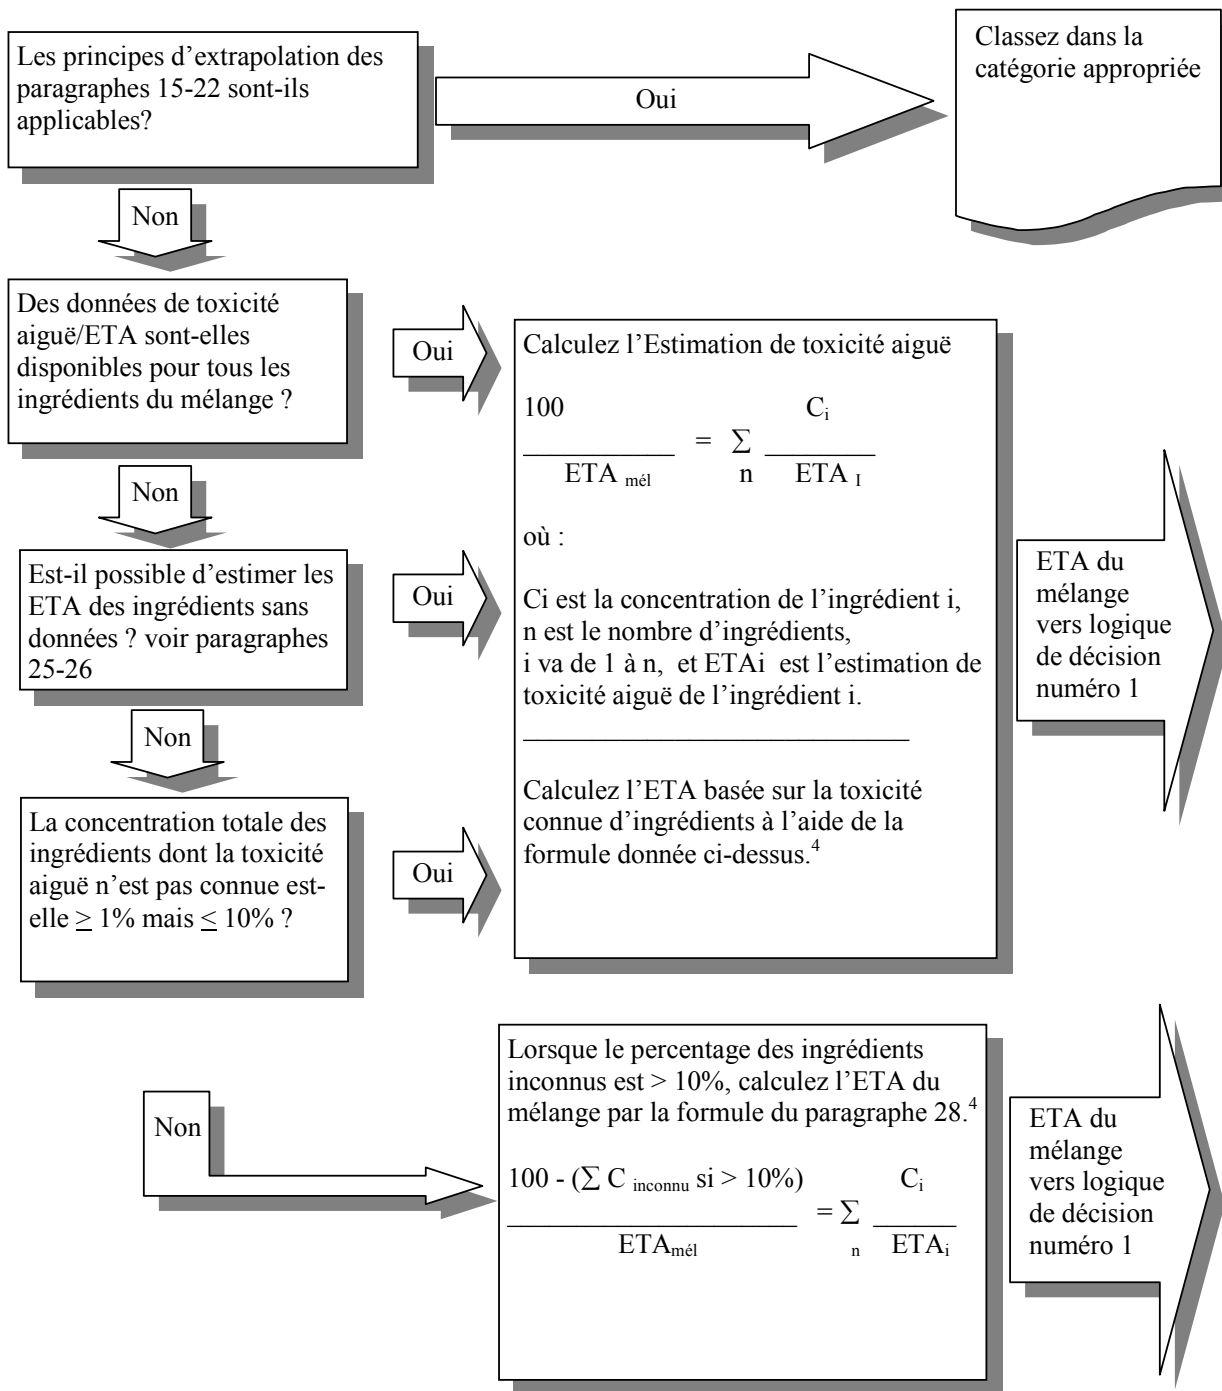 Les principes d'extrapolation des
paragraphes 15-22 sont-ils
applicables?
Oui
Classez dans la
catégorie appropriée
Non
Des données de toxicité
aiguë/ETA sont-elles
disponibles pour tous les
ingrédients du mélange ?
Oui
Calculez l'Estimation de toxicité aiguë
100 C i
= ∑
ETA mél n ETA I
où :
Ci est la concentration de l'ingrédient i,
n est le nombre d'ingrédients,
i va de 1 à n, et ETAi est l'estimation de
toxicité aiguë de l'ingrédient i.
Calculez l'ETA basée sur la toxicité
connue d'ingrédients à l'aide de la
formule donnée ci-dessus.4
Non
Est-il possible d'estimer les
ETA des ingrédients sans
données ? voir paragraphes
25-26
Oui
ETA du
mélange
vers logique
de décision
numéro 1
Non
La concentration totale des
ingrédients dont la toxicité
aiguë n'est pas connue est-
elle ≥ 1% mais ≤ 10% ?
Oui
Non
Lorsque le percentage des ingrédients
inconnus est > 10%, calculez l'ETA du
mélange par la formule du paragraphe 28.4
100 - (∑ C inconnu si > 10%) Ci
= ∑
ETAmél n ETAi
ETA du
mélange
vers logique
de décision
numéro 1